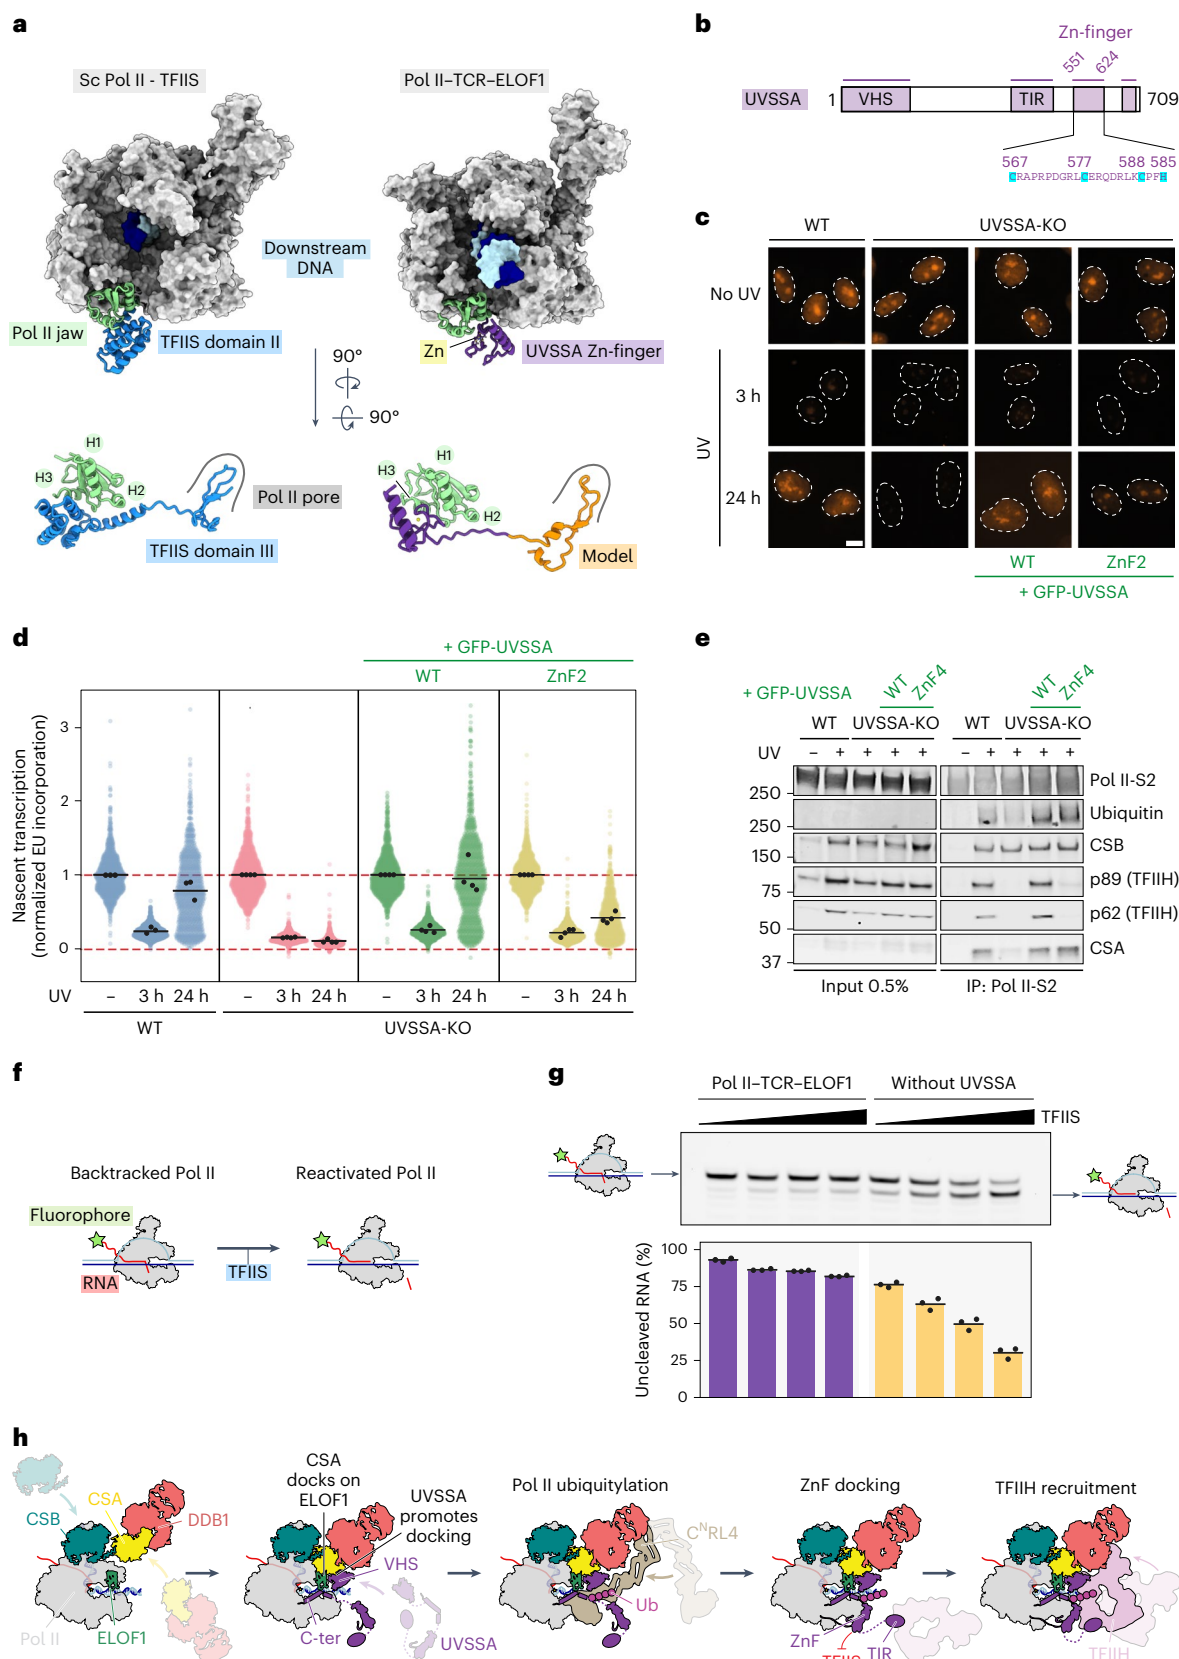 a
Sc Pol II - TFIIS
Pol II–TCR–ELOF1
Downstream
DNA
Pol II jaw
TFIIS domain II
Zn
UVSSA Zn-finger
90°
90°
H1
H3
H2
Pol II pore
TFIIS domain III
H1
H3
H2
Model
b
Zn-finger
551
624
UVSSA
1
VHS
TIR
709
567
577
588
585
CRAPRPDGRLCERQDRLKCPFH
c
WT
UVSSA-KO
No UV
3 h
UV
24 h
WT
ZnF2
+ GFP-UVSSA
d
+ GFP-UVSSA
WT
ZnF2
Nascent transcription
(normalized EU incorporation)
3
2
1
0
UV
–
3 h
24 h
–
3 h
24 h
–
3 h
24 h
–
3 h
24 h
WT
UVSSA-KO
e
+ GFP-UVSSA
WT
ZnF4
WT
ZnF4
WT
UVSSA-KO
WT
UVSSA-KO
UV
– + + + +
– + + + +
250
Pol II-S2
250
Ubiquitin
150
CSB
75
p89 (TFIIH)
50
p62 (TFIIH)
37
CSA
Input 0.5%
IP: Pol II-S2
f
Backtracked Pol II
Reactivated Pol II
Fluorophore
RNA
TFIIS
g
Pol II–TCR–ELOF1
Without UVSSA
TFIIS
Uncleaved RNA (%)
100
75
50
25
0
h
CSB
CSA
DDB1
Pol II
ELOF1
CSA
docks on
ELOF1
UVSSA
promotes
docking
VHS
C-ter
UVSSA
Pol II ubiquitylation
CᴺRL4
Ub
ZnF docking
ZnF
TFIIS
TIR
TFIIH recruitment
TFIIH